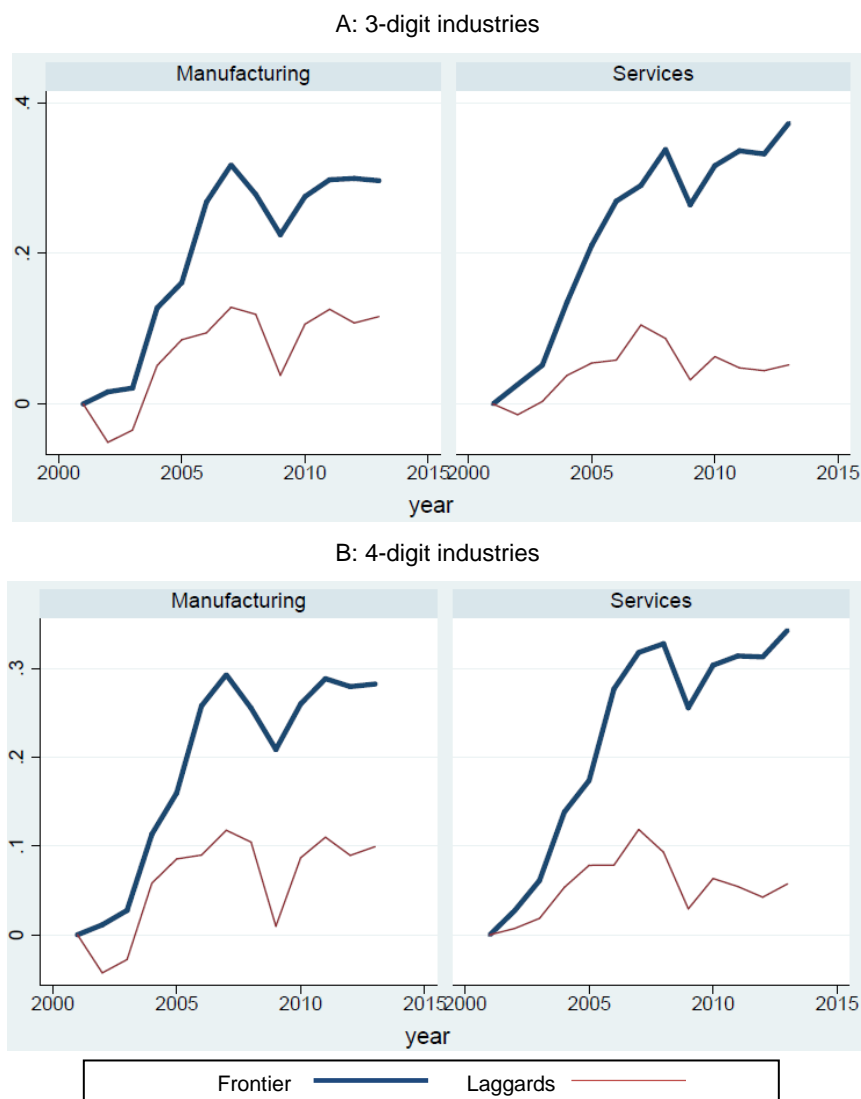 A: 3-digit industries
Manufacturing Services
.4
.2
0
2000 2005 2010 2015 2000 2005 2010 2015
year
B: 4-digit industries
Manufacturing Services
.3
.2
.1
0
2000 2005 2010 2015 2000 2005 2010 2015
year
Frontier Laggards